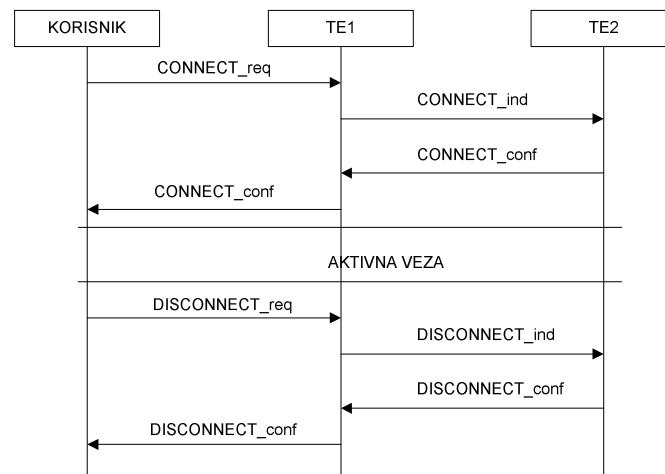 KORISNIK
TE1
TE2
CONNECT_req
CONNECT_ind
CONNECT_conf
CONNECT_conf
AKTIVNA VEZA
DISCONNECT_req
DISCONNECT_ind
DISCONNECT_conf
DISCONNECT_conf